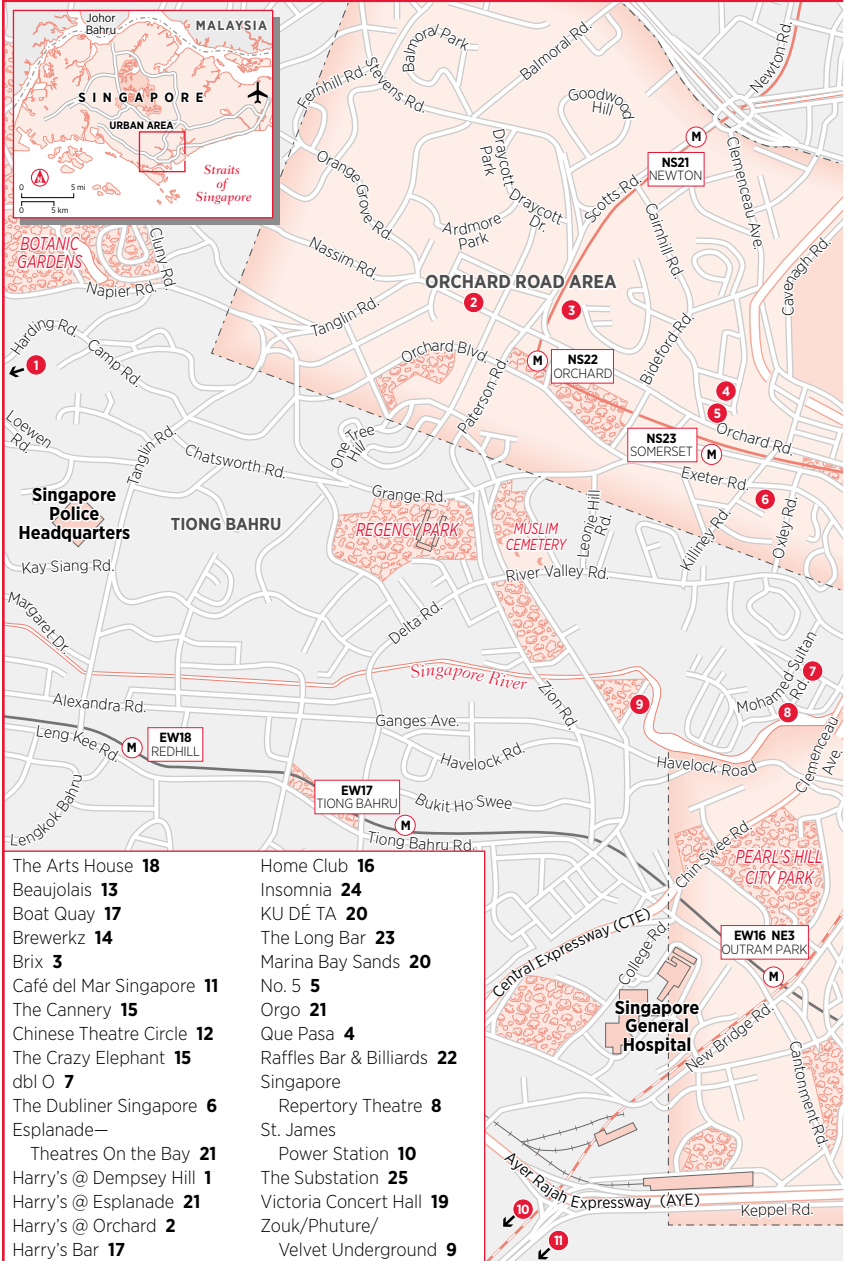 Johor
Bahru
MALAYSIA
SINGAPORE
URBAN AREA
Straits
of
Singapore
0 5 mi
0 5 km
Balmoral Park
Balmoral Rd.
Newton Rd.
Fernhill Rd.
Stevens Rd.
Goodwood
Hill
NS21
NEWTON
Clemenceau Ave.
Orange Grove Rd.
Draycott
Park
Draycott
Dr.
Scotts Rd.
Cairnhill Rd.
Cavenagh Rd.
Ardmore
Park
BOTANIC
GARDENS
Cluny Rd.
Nassim Rd.
Napier Rd.
ORCHARD ROAD AREA
2
3
Tanglin Rd.
Harding Rd.
1
Camp Rd.
Orchard Blvd.
M
NS22
ORCHARD
Bideford Rd.
Paterson Rd.
4
5
Orchard Rd.
Loewen
Rd.
Tanglin Rd.
One Tree
Hill
NS23
SOMERSET
M
Chatsworth Rd.
Exeter Rd.
Grange Rd.
6
Singapore
Police
Headquarters
TIONG BAHRU
REGENCY PARK
MUSLIM
CEMETERY
Leonie Hill
Rd.
Killiney Rd.
Oxley Rd.
Kay Siang Rd.
River Valley Rd.
Margaret Dr.
Delta Rd.
Singapore River
Zion Rd.
Mohamed Sultan
Rd.
7
8
9
Alexandra Rd.
Ganges Ave.
Clemenceau
Ave.
Leng Kee Rd.
M
EW18
REDHILL
Havelock Rd.
Havelock Road
Lengkok Bahru
EW17
TIONG BAHRU
M
Bukit Ho Swee
Tiong Bahru Rd.
Chin Swee Rd.
PEARL'S HILL
CITY PARK
Central Expressway (CTE)
College Rd.
EW16 NE3
OUTRAM PARK
M
Singapore
General
Hospital
New Bridge Rd.
Cantonment Rd.
Ayer Rajah Expressway (AYE)
Keppel Rd.
10
11
M
The Arts House 18
Beaujolais 13
Boat Quay 17
Brewerkz 14
Brix 3
Café del Mar Singapore 11
The Cannery 15
Chinese Theatre Circle 12
The Crazy Elephant 15
dbl O 7
The Dubliner Singapore 6
Esplanade—
Theatres On the Bay 21
Harry's @ Dempsey Hill 1
Harry's @ Esplanade 21
Harry's @ Orchard 2
Harry's Bar 17
Home Club 16
Insomnia 24
KU DÉ TA 20
The Long Bar 23
Marina Bay Sands 20
No. 5 5
Orgo 21
Que Pasa 4
Raffles Bar & Billiards 22
Singapore
Repertory Theatre 8
St. James
Power Station 10
The Substation 25
Victoria Concert Hall 19
Zouk/Phuture/
Velvet Underground 9